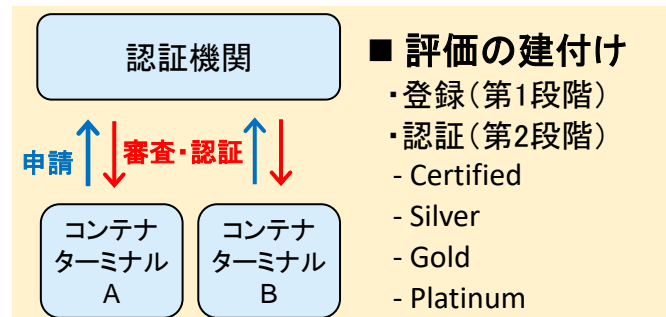 認証機関
申請
審査・認証
コンテナ
ターミナル
A
コンテナ
ターミナル
B
■ 評価の建付け
・登録（第1段階）
・認証（第2段階）
- Certified
- Silver
- Gold
- Platinum